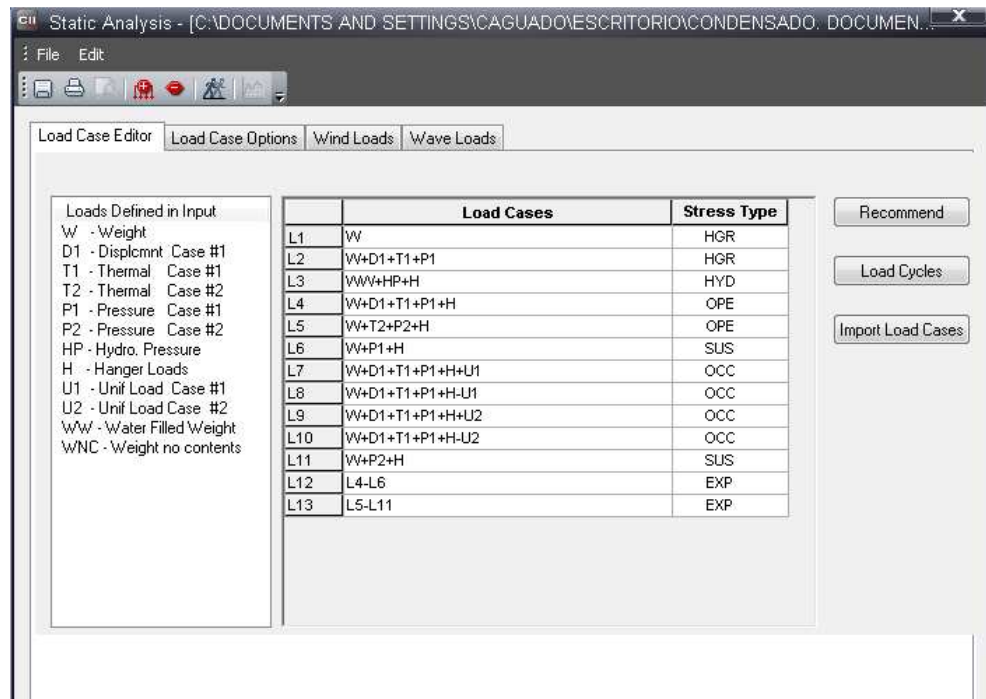 CII Static Analysis - [C:\DOCUMENTS AND SETTINGS\CAGUADO\ESCRITORIO\CONDENSADO. DOCUMEN... X
File Edit
Load Case Editor Load Case Options Wind Loads Wave Loads
Loads Defined in Input
W - Weight
D1 - Displcmnt Case #1
T1 - Thermal Case #1
T2 - Thermal Case #2
P1 - Pressure Case #1
P2 - Pressure Case #2
HP - Hydro. Pressure
H - Hanger Loads
U1 - Unif Load Case #1
U2 - Unif Load Case #2
WW - Water Filled Weight
WNC - Weight no contents
Load Cases Stress Type
L1 W HGR
L2 W+D1+T1+P1 HGR
L3 WW+HP+H HYD
L4 W+D1+T1+P1+H OPE
L5 W+T2+P2+H OPE
L6 W+P1+H SUS
L7 W+D1+T1+P1+H+U1 OCC
L8 W+D1+T1+P1+H-U1 OCC
L9 W+D1+T1+P1+H+U2 OCC
L10 W+D1+T1+P1+H-U2 OCC
L11 W+P2+H SUS
L12 L4-L6 EXP
L13 L5-L11 EXP
Recommend
Load Cycles
Import Load Cases